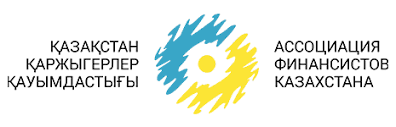 ҚАЗАҚСТАН
ҚАРЖЫГЕРЛЕР
ҚАУЫМДАСТЫҒЫ
АССОЦИАЦИЯ
ФИНАНСИСТОВ
КАЗАХСТАНА